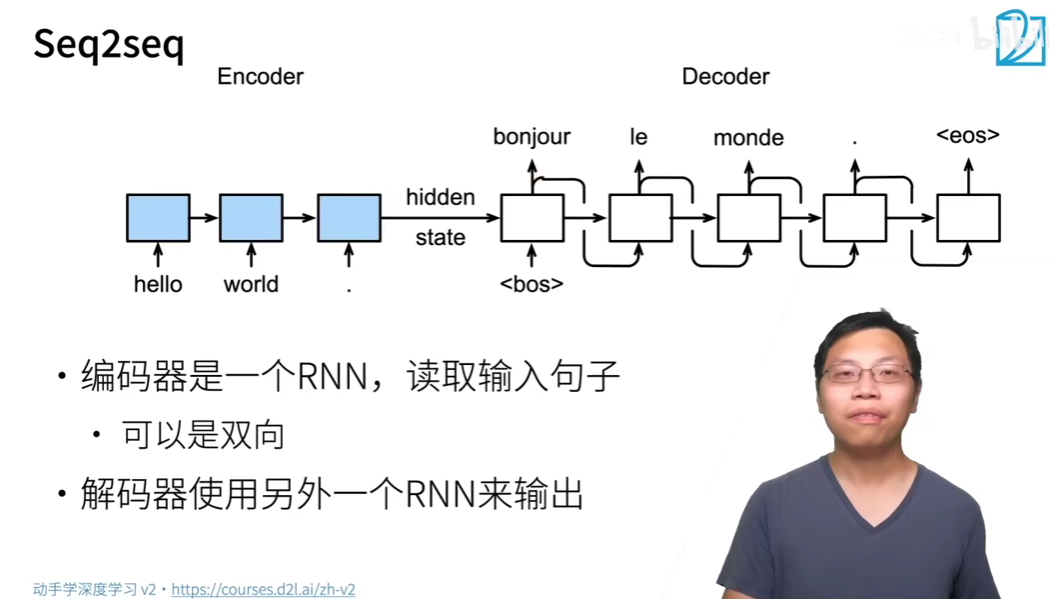 Seq2seq
Encoder
Decoder
bonjour le monde . <eos>
hidden
state
hello world . <bos>
• 编码器是一个RNN，读取输入句子
• 可以是双向
• 解码器使用另外一个RNN来输出
动手学深度学习 v2 • https://courses.d2l.ai/zh-v2